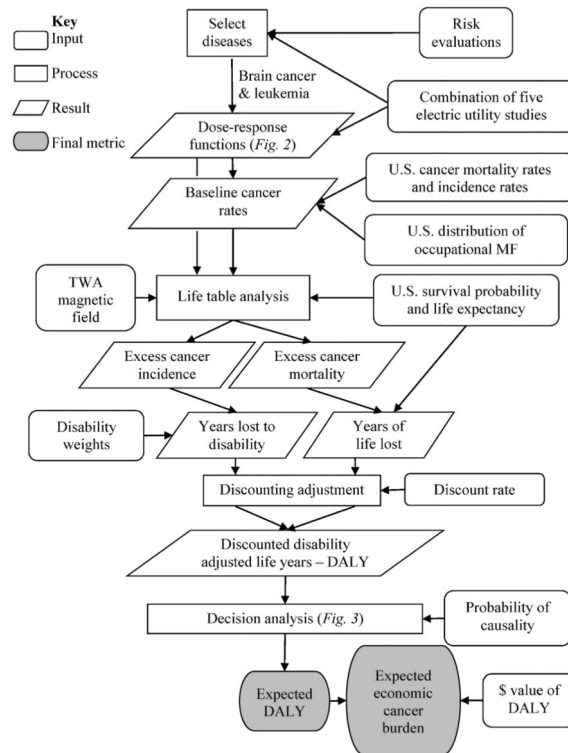 Key
Input
Process
Result
Final metric
Select
diseases
Risk
evaluations
Brain cancer
& leukemia
Combination of five
electric utility studies
Dose-response
functions (Fig. 2)
U.S. cancer mortality rates
and incidence rates
Baseline cancer
rates
U.S. distribution of
occupational MF
TWA
magnetic
field
Life table analysis
U.S. survival probability
and life expectancy
Excess cancer
incidence
Excess cancer
mortality
Disability
weights
Years lost to
disability
Years of
life lost
Discounting adjustment
Discount rate
Discounted disability
adjusted life years – DALY
Decision analysis (Fig. 3)
Probability of
causality
Expected
DALY
Expected
economic
cancer
burden
$ value of
DALY